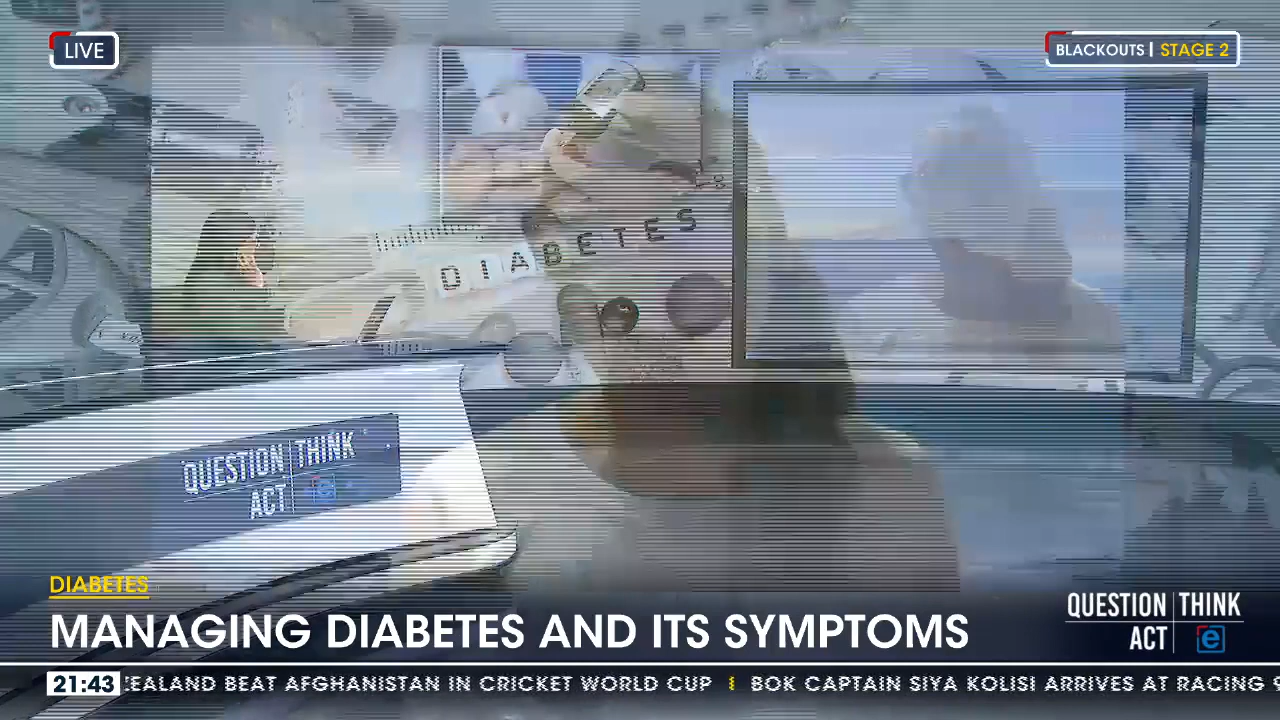 LIVE
BLACKOUTS | STAGE 2
DIABETES
QUESTION THINK
ACT e
DIABETES
MANAGING DIABETES AND ITS SYMPTOMS
QUESTION THINK
ACT e
21:43 EALAND BEAT AFGHANISTAN IN CRICKET WORLD CUP BOK CAPTAIN SIYA KOLISI ARRIVES AT RACING 9